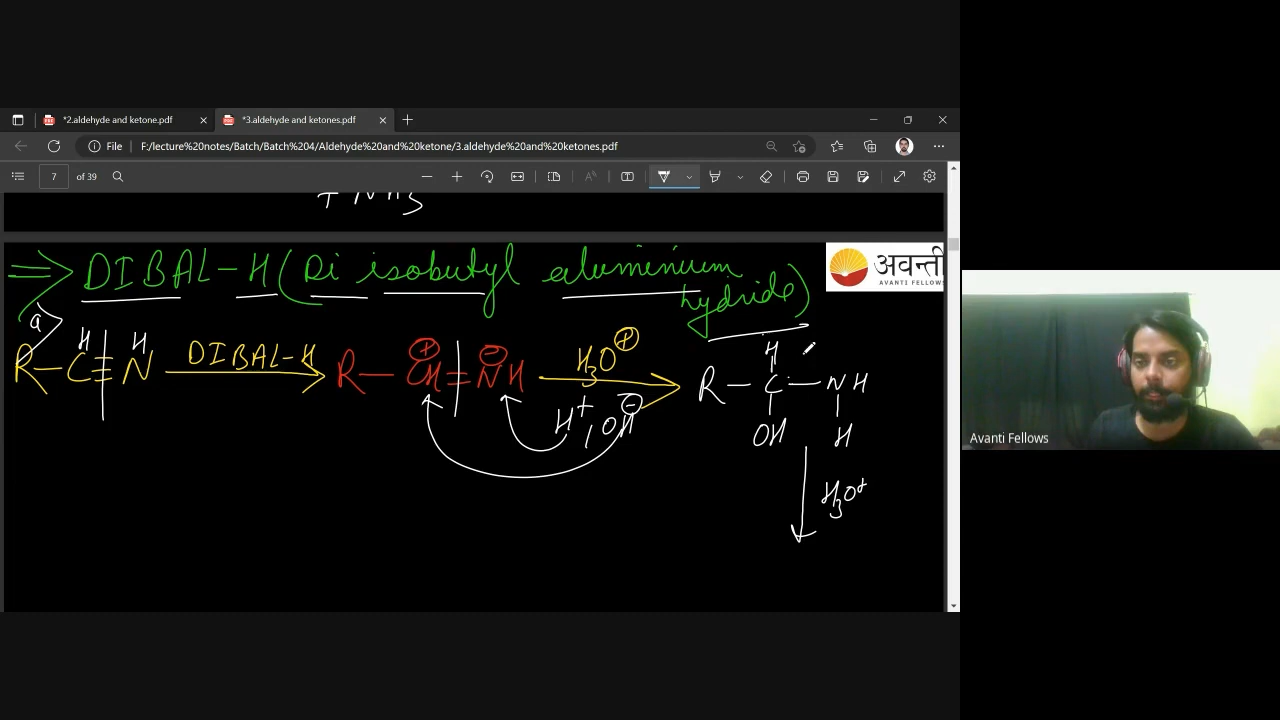 *2.aldehyde and ketone.pdf
*3.aldehyde and ketones.pdf
File F:/lecture%20notes/Batch/Batch%204/Aldehyde%20and%20ketone/3.aldehyde%20and%20ketones.pdf
7 of 39
+ NH3
⇒ DIBAL-H (Di isobutyl aluminium
hydride)
अवन्ती
AVANTI FELLOWS
a>
H H
R-C≡N DIBAL-H R-CH=NH H3O⊕
⊕ ⊖
H+, OH⊖
H
R-C-NH
OH H
H3O+
Avanti Fellows